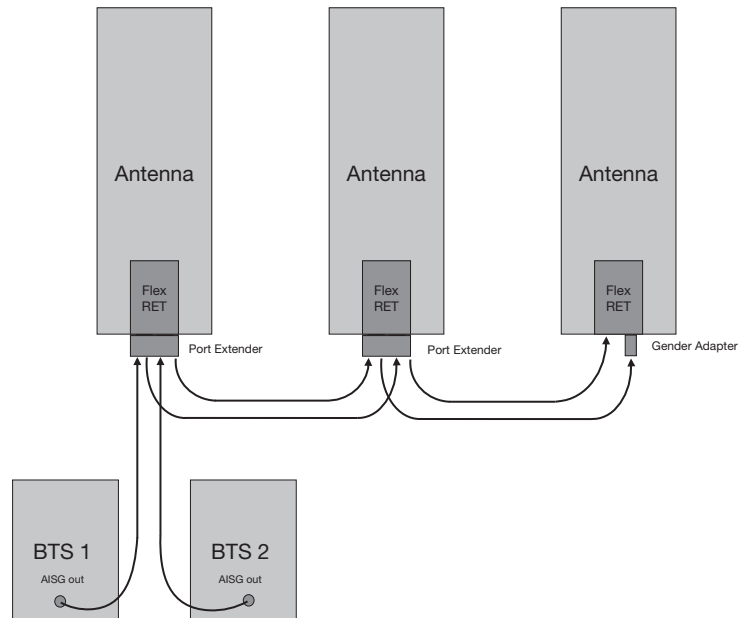 Antenna
Antenna
Antenna
Flex
RET
Flex
RET
Flex
RET
Port Extender
Port Extender
Gender Adapter
BTS 1
AISG out
BTS 2
AISG out